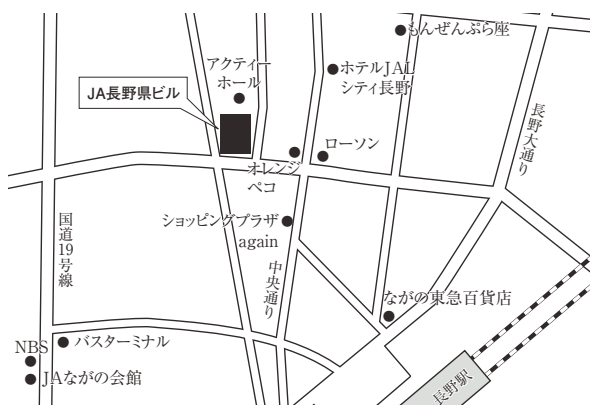 もんぜんぷら座
アクティー
ホール
ホテルJAL
シティ長野
JA長野県ビル
長野大通り
ローソン
オレンジ
ペコ
ショッピングプラザ
again
国道19号線
中央通り
ながの東急百貨店
バスターミナル
NBS
JAながの会館
長野駅